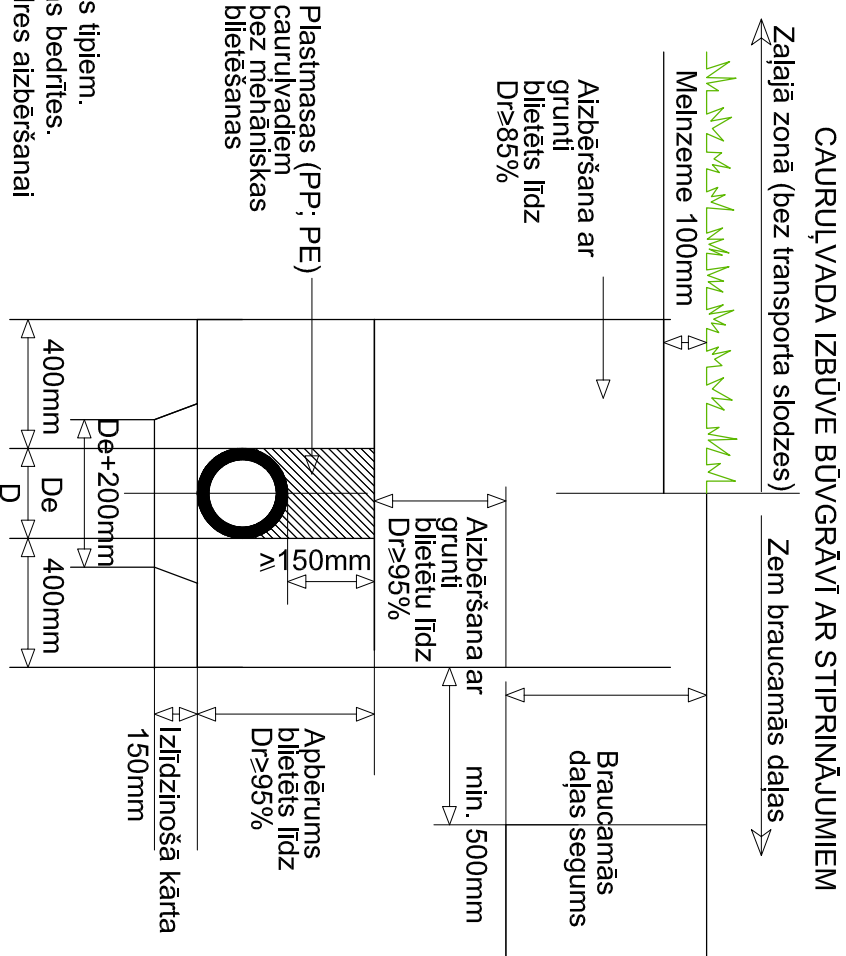 CAURUĻVADA IZBŪVE BŪVGRĀVĪ AR STIPRINĀJUMIEM
Zaļajā zonā (bez transporta slodzes)
Zem braucamās daļas
Melnzeme 100mm
Aizbēršana ar
grunti
blietēts līdz
Dr≥85%
Braucamās
daļas segums
min. 500mm
Aizbēršana ar
grunti
blietētu līdz
Dr≥95%
≥150mm
Plastmasas (PP; PE)
cauruļvadiem
bez mehāniskas
blietēšanas
Apbērums
blietēts līdz
Dr≥95%
Izlīdzinošā kārta
150mm
De+200mm
400mm
De
400mm
D
s tipiem.
as bedrītes.
dres aizbēršanai